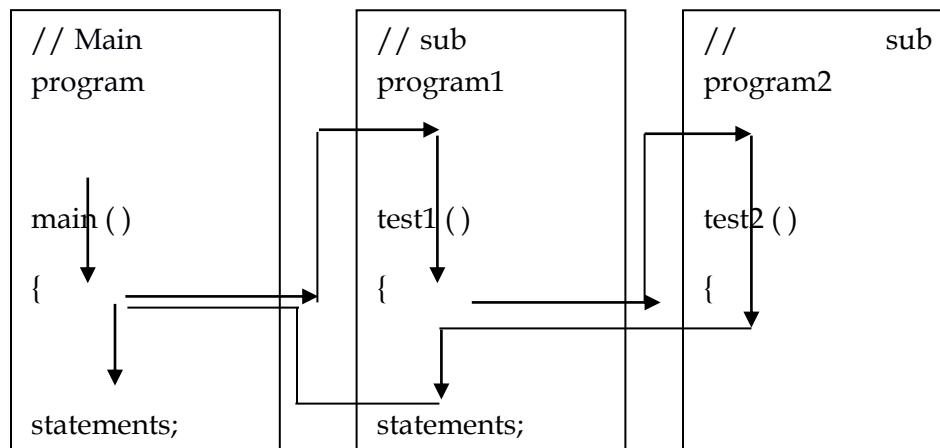 // Main
program
main ( )
{
statements;
// sub
program1
test1 ( )
{
statements;
// sub
program2
test2 ( )
{